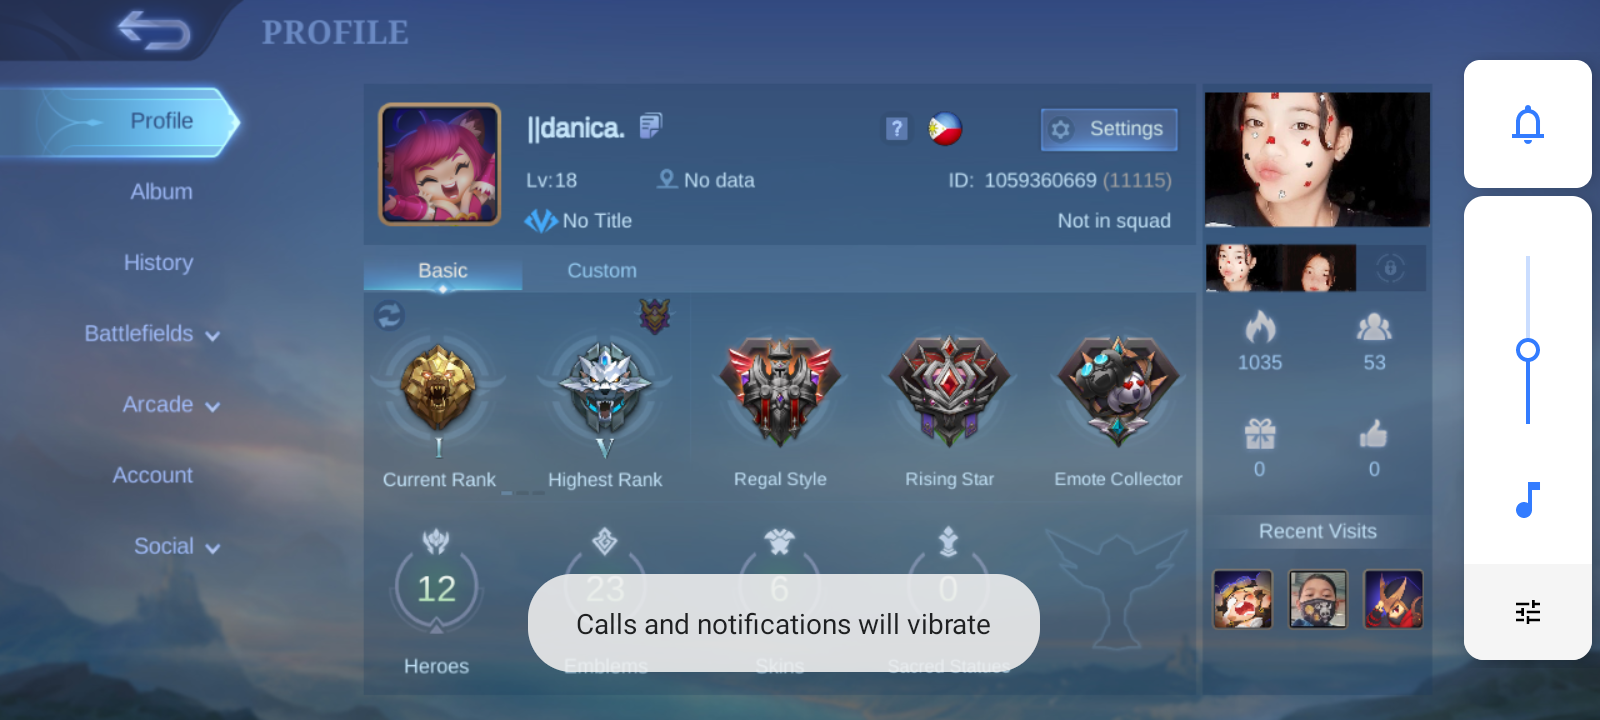 PROFILE
Profile
Album
History
Battlefields
Arcade
Account
Social
||danica.
?
Settings
Lv:18
No data
ID: 1059360669 (11115)
No Title
Not in squad
Basic
Custom
I
V
Current Rank
Highest Rank
Regal Style
Rising Star
Emote Collector
12
23
6
0
Heroes
Emblems
Skins
Sacred Statues
Calls and notifications will vibrate
1035
53
0
0
Recent Visits